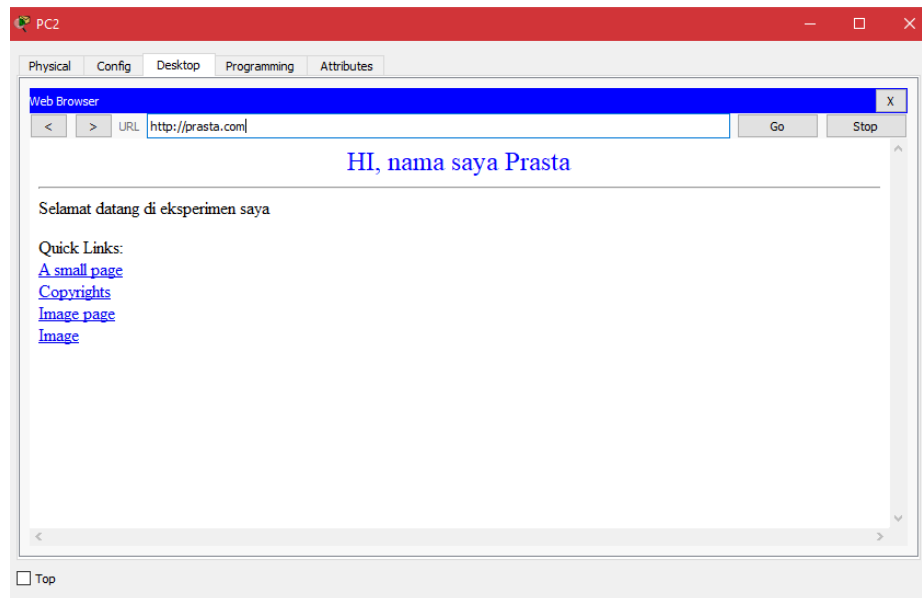 PC2
Physical Config Desktop Programming Attributes
Web Browser X
< > URL http://prasta.com Go Stop
HI, nama saya Prasta
Selamat datang di eksperimen saya
Quick Links:
A small page
Copyrights
Image page
Image
Top